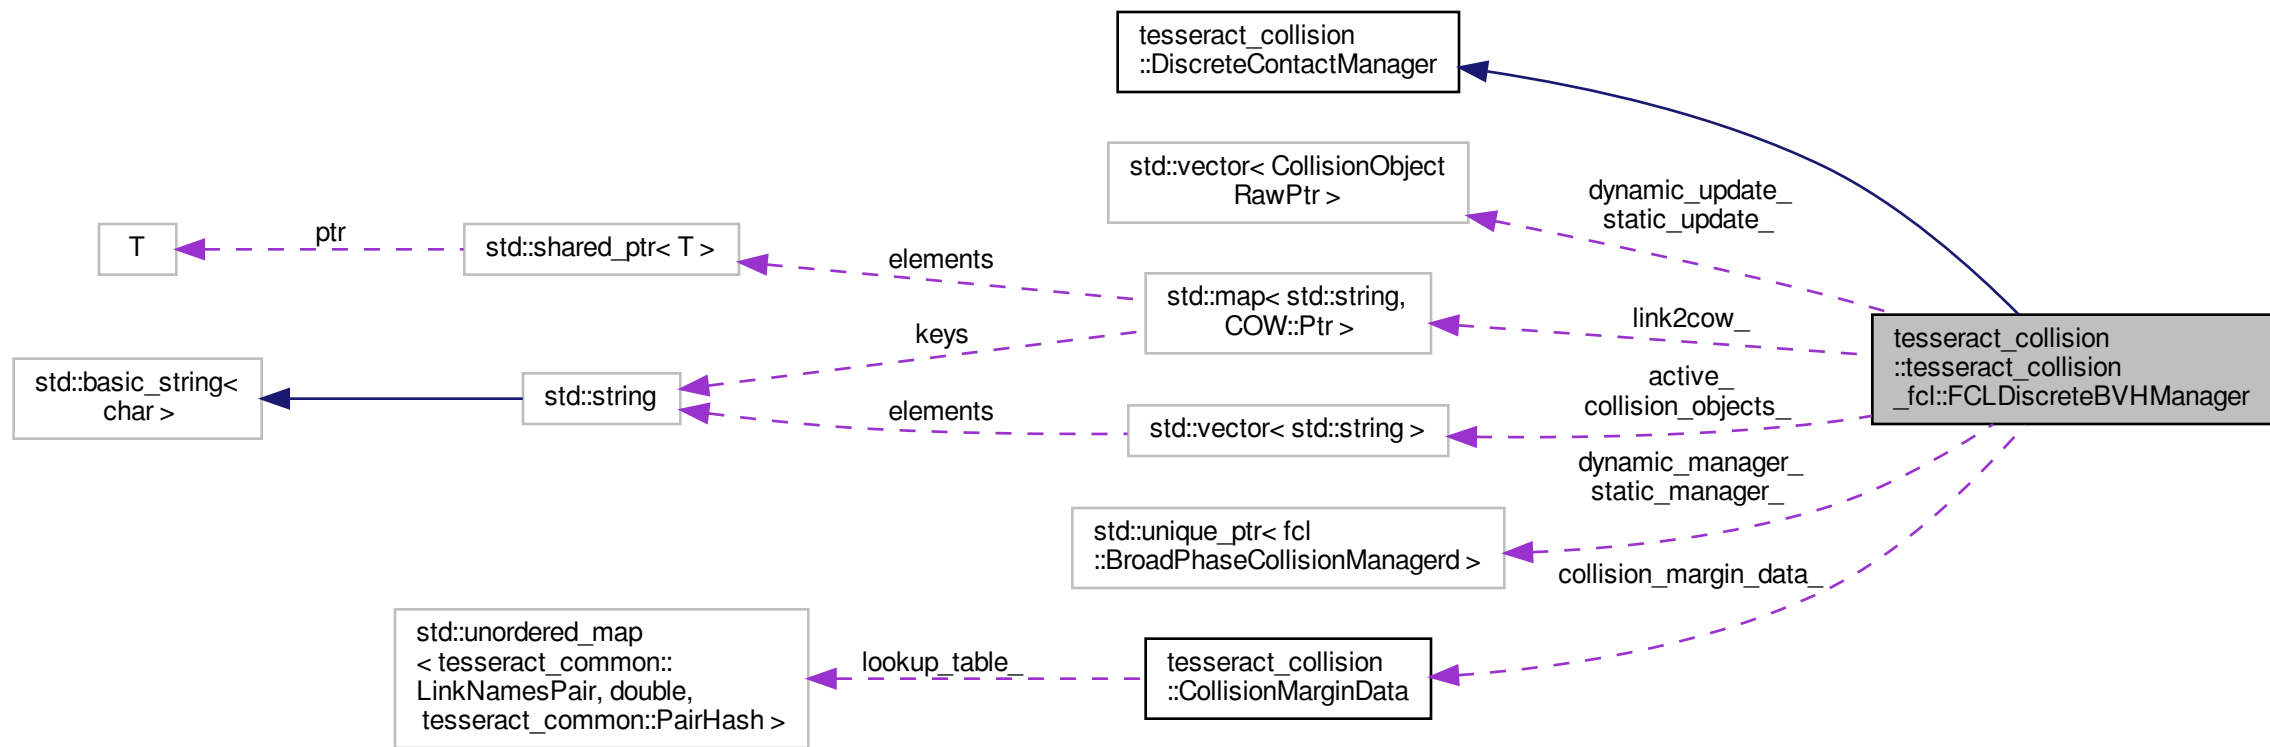 tesseract_collision
::DiscreteContactManager
std::vector< CollisionObject
RawPtr >
dynamic_update_
static_update_
T
ptr
std::shared_ptr< T >
elements
std::map< std::string,
COW::Ptr >
link2cow_
keys
tesseract_collision
::tesseract_collision
_fcl::FCLDiscreteBVHManager
std::basic_string<
char >
std::string
elements
std::vector< std::string >
active_
collision_objects_
dynamic_manager_
static_manager_
std::unique_ptr< fcl
::BroadPhaseCollisionManagerd >
collision_margin_data_
std::unordered_map
< tesseract_common::
LinkNamesPair, double,
tesseract_common::PairHash >
lookup_table_
tesseract_collision
::CollisionMarginData